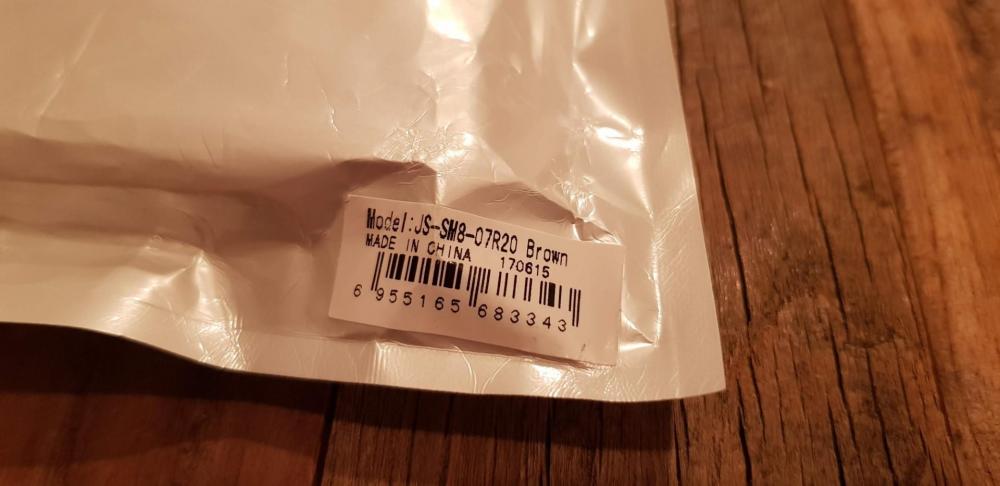 Model:JS-SM8-07R20 Brown
MADE IN CHINA 170615
6 955165 683343